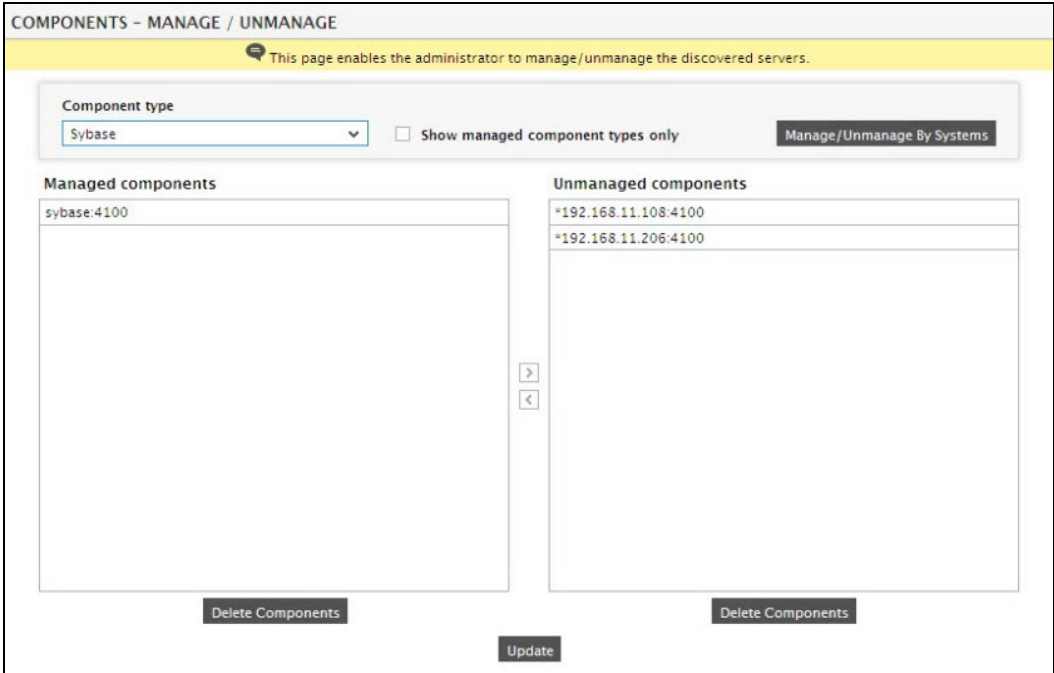 COMPONENTS - MANAGE / UNMANAGE
This page enables the administrator to manage/unmanage the discovered servers.
Component type
Sybase
Show managed component types only
Manage/Unmanage By Systems
Managed components
Unmanaged components
sybase:4100
*192.168.11.108:4100
*192.168.11.206:4100
>
<
Delete Components
Delete Components
Update